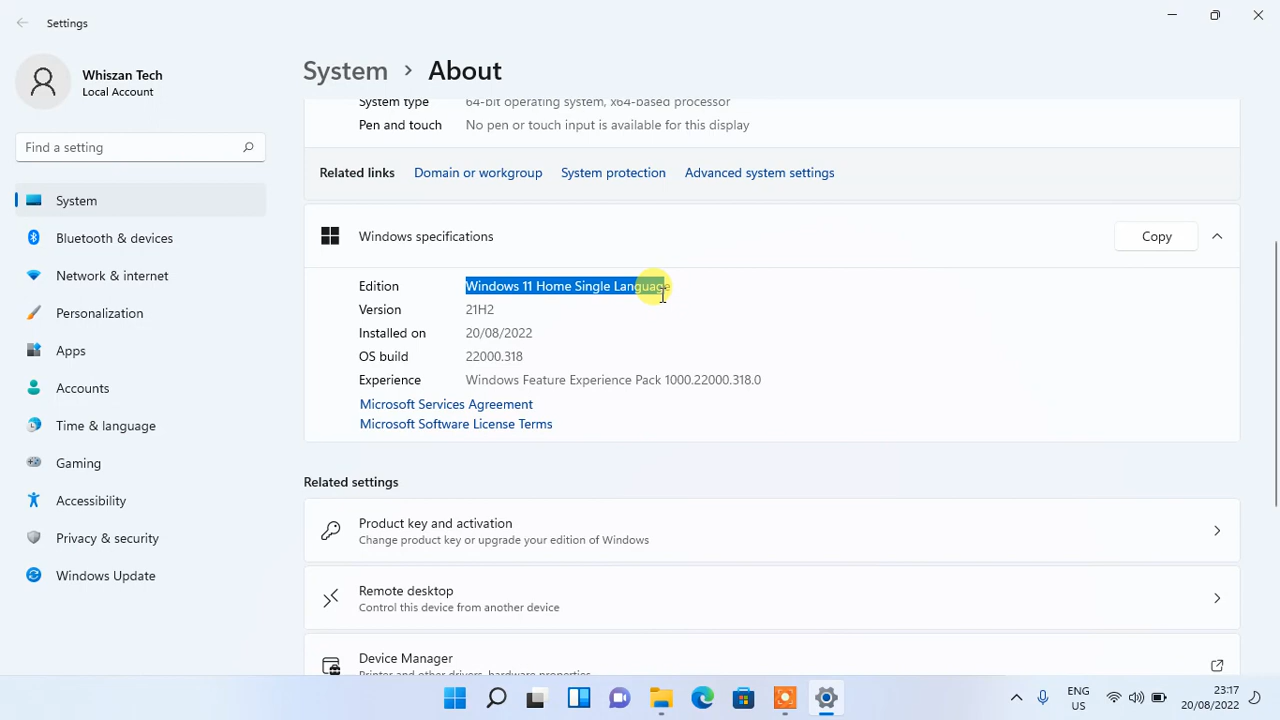 Settings
Whiszan Tech
Local Account
Find a setting
System
Bluetooth & devices
Network & internet
Personalization
Apps
Accounts
Time & language
Gaming
Accessibility
Privacy & security
Windows Update
System > About
System type 64-bit operating system, x64-based processor
Pen and touch No pen or touch input is available for this display
Related links Domain or workgroup System protection Advanced system settings
Windows specifications Copy
Edition Windows 11 Home Single Language
Version 21H2
Installed on 20/08/2022
OS build 22000.318
Experience Windows Feature Experience Pack 1000.22000.318.0
Microsoft Services Agreement
Microsoft Software License Terms
Related settings
Product key and activation
Change product key or upgrade your edition of Windows
Remote desktop
Control this device from another device
Device Manager
Printer and other drivers, hardware properties
ENG
US
23:17
20/08/2022